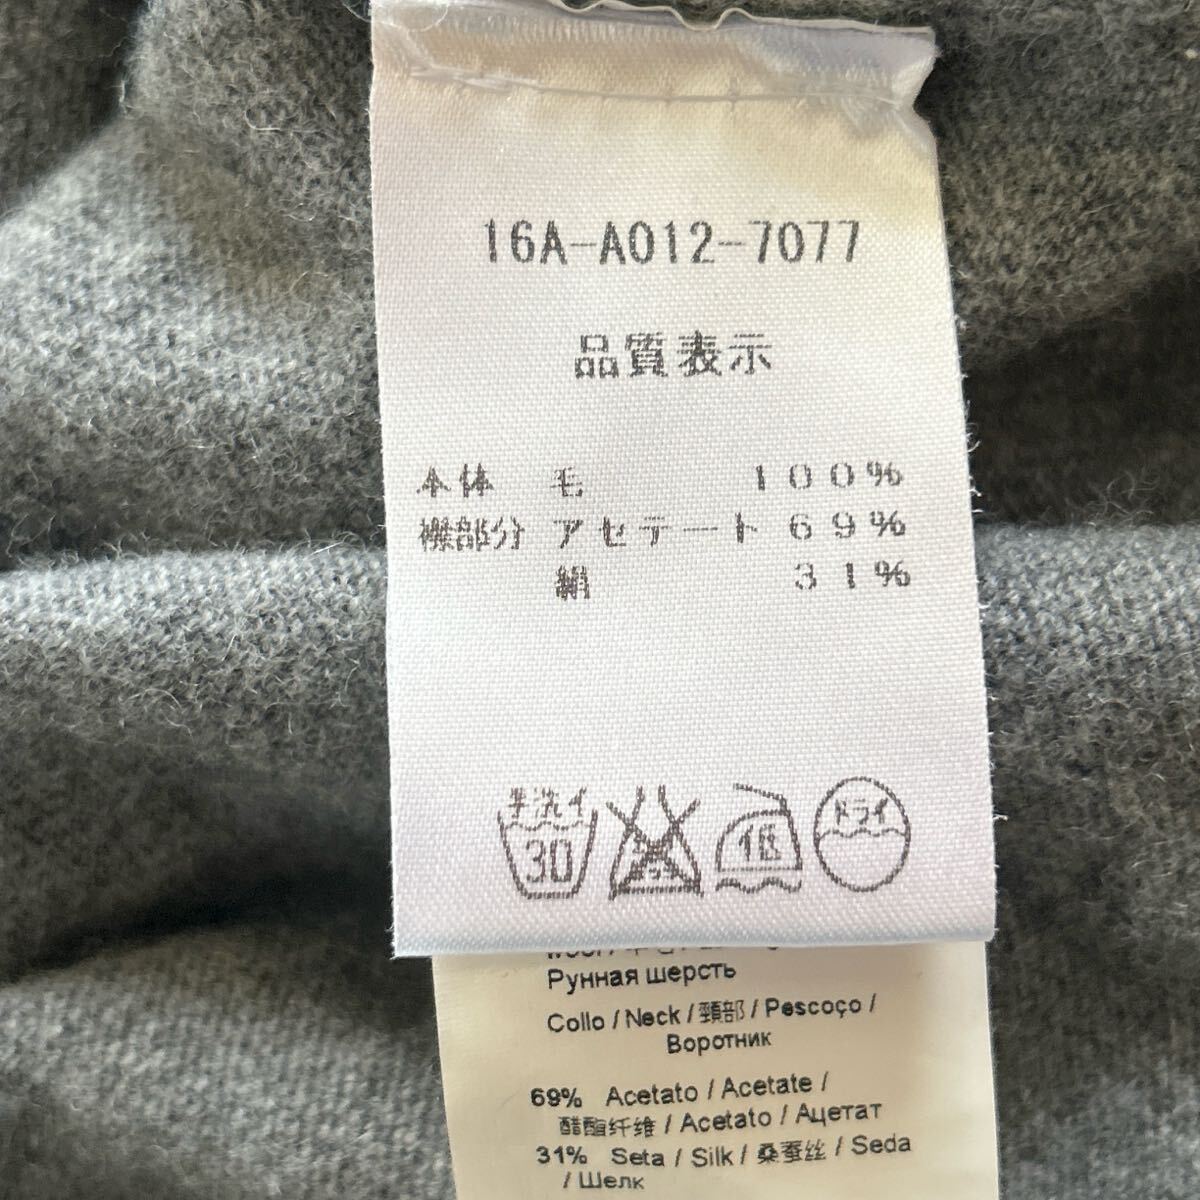 16A-A012-7077
品質表示
本体 毛 100%
襟部分 アセテート 69%
絹 31%
手洗イ
30
低
ドライ
Рунная шерсть
Collo / Neck / 頸部 / Pescoço /
Воротник
69% Acetato / Acetate /
醋酯纤维 / Acetato / Ацетат
31% Seta / Silk / 桑蚕丝 / Seda
/ Шелк